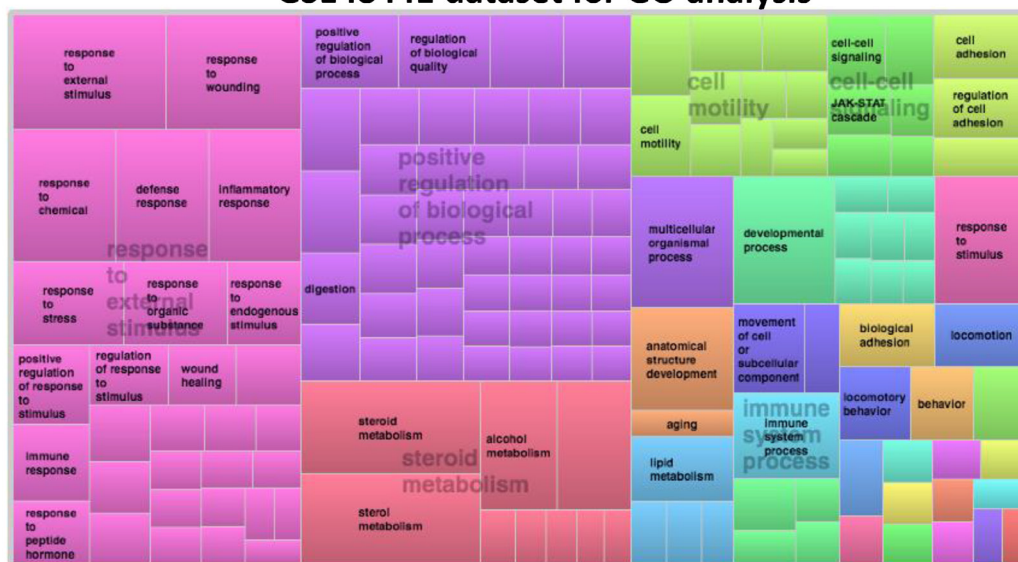 dataset for GO analysis
response
to
external
stimulus
response
to
wounding
response
to
chemical
defense
response
inflammatory
response
response
to
external
stimulus
response
to
stress
response
to
organic
substance
response
to
endogenous
stimulus
positive
regulation
of response
to
stimulus
regulation
of response
to
stimulus
wound
healing
immune
response
response
to
peptide
hormone
positive
regulation
of biological
process
regulation
of biological
quality
positive
regulation
of biological
process
digestion
steroid
metabolism
alcohol
metabolism
steroid
metabolism
sterol
metabolism
cell
motility
cell
motility
cell-cell
signaling
cell-cell
signaling
JAK-STAT
cascade
cell
adhesion
regulation
of cell
adhesion
multicellular
organismal
process
developmental
process
response
to
stimulus
anatomical
structure
development
movement
of cell
or
subcellular
component
biological
adhesion
locomotion
locomotory
behavior
behavior
aging
immune
system
process
immune
system
process
lipid
metabolism